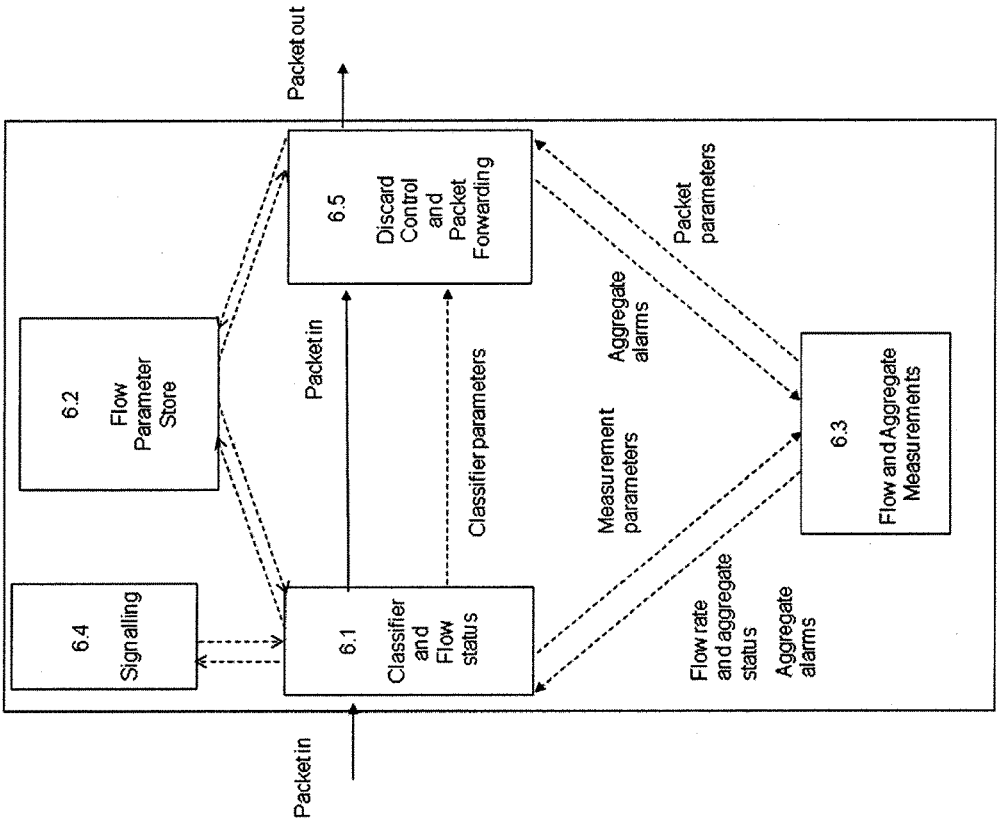 Packet in
6.4
Signalling
6.2
Flow
Parameter
Store
6.1
Classifier
and
Flow
status
Packet in
Classifier parameters
6.5
Discard
Control
and
Packet
Forwarding
Packet out
Flow rate
and aggregate
status
Aggregate
alarms
Measurement
parameters
Aggregate
alarms
Packet
parameters
6.3
Flow and Aggregate
Measurements